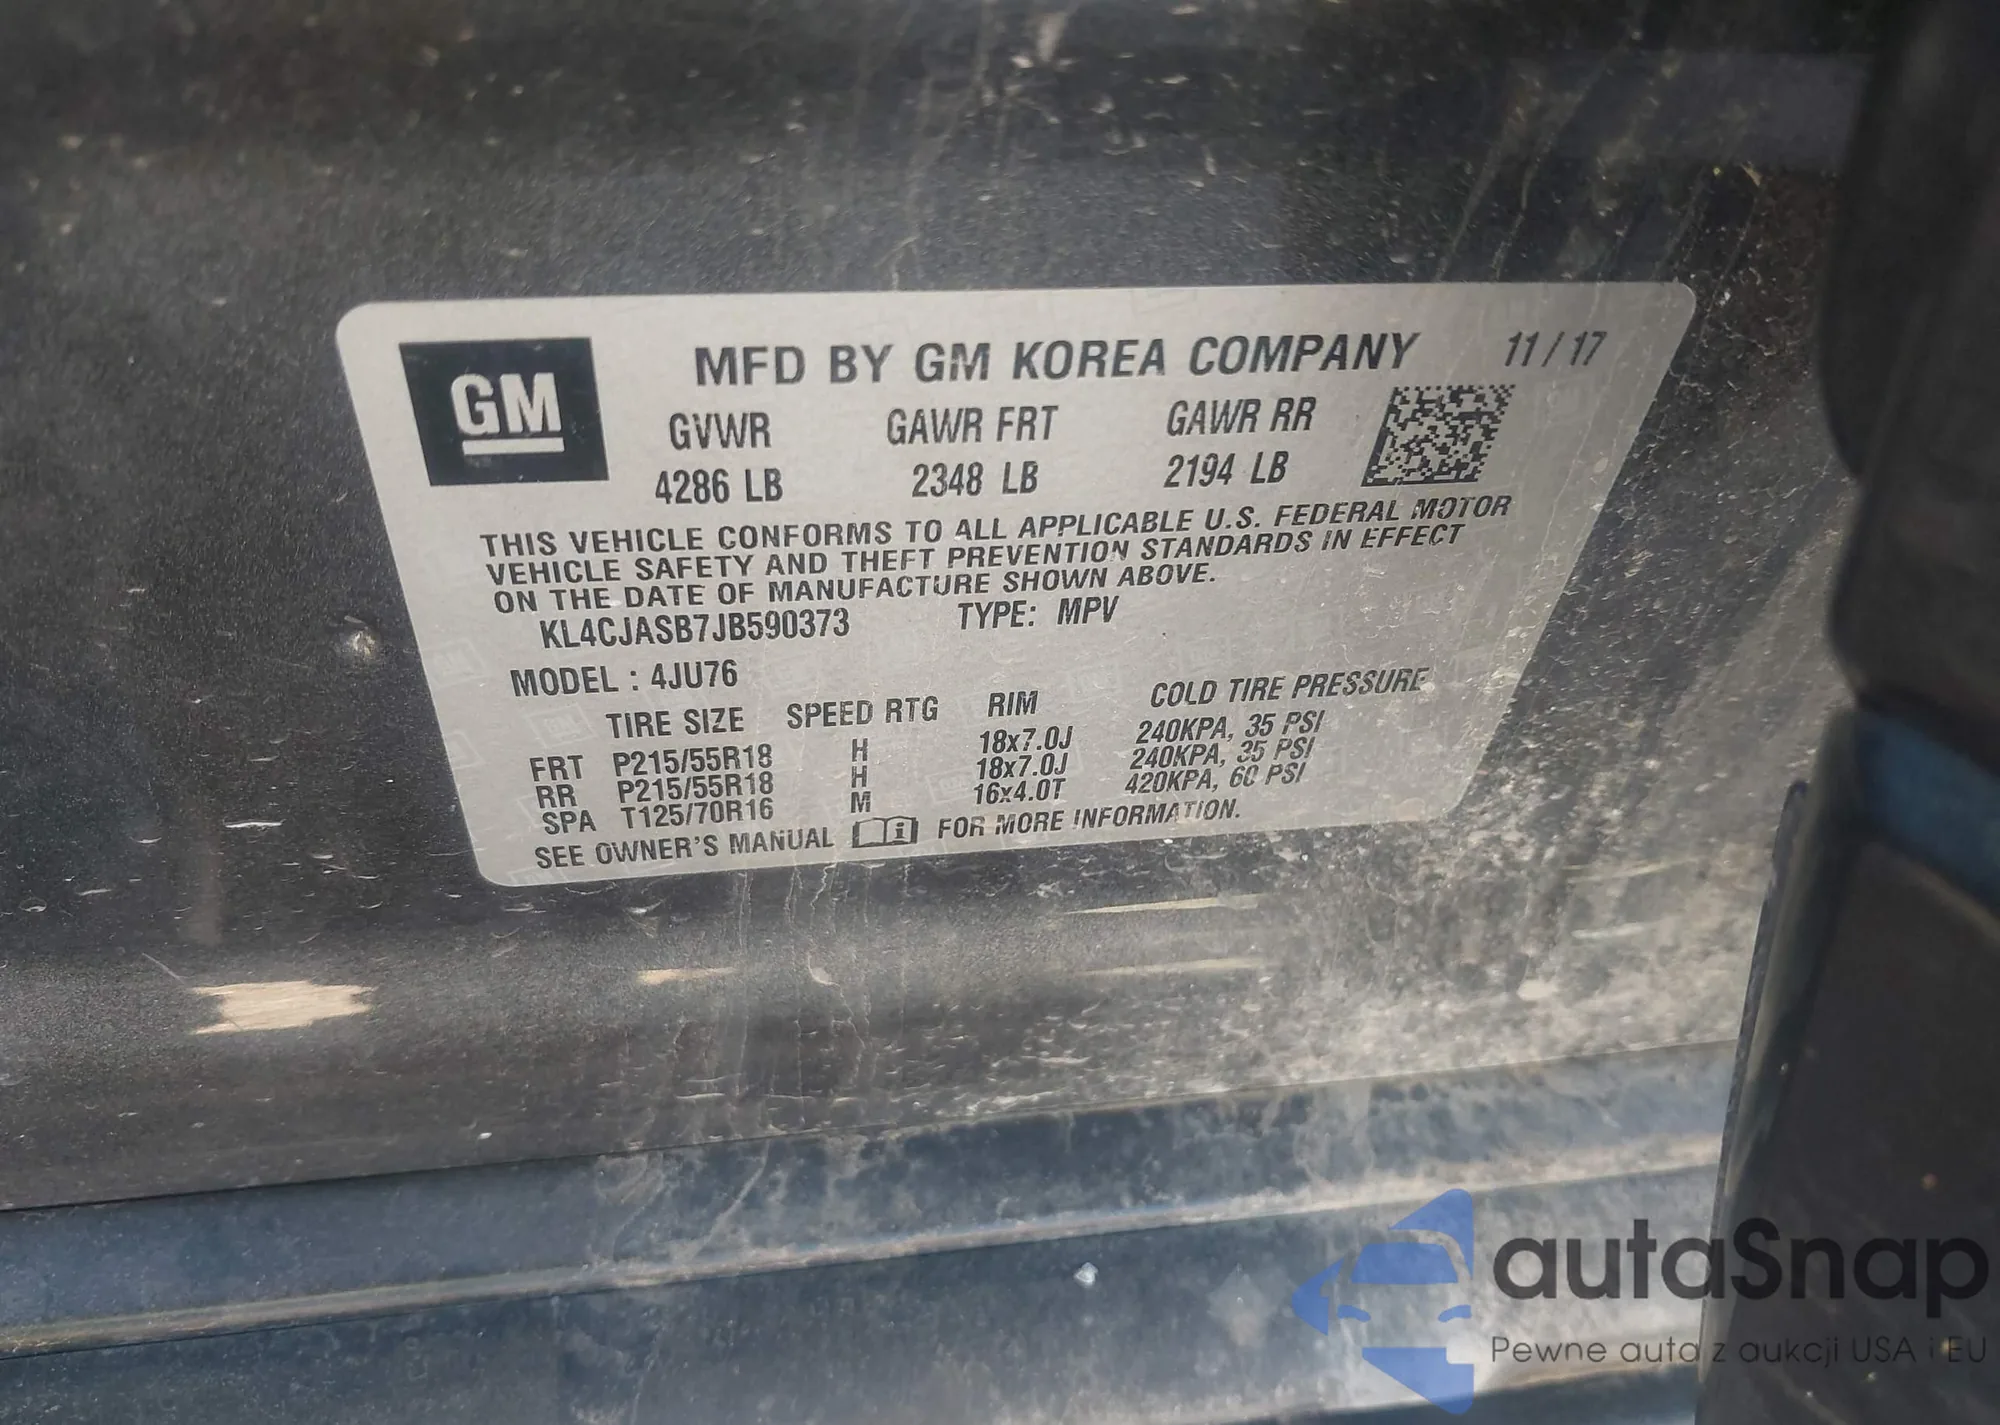 GM
MFD BY GM KOREA COMPANY 11/17
GVWR GAWR FRT GAWR RR
4286 LB 2348 LB 2194 LB
THIS VEHICLE CONFORMS TO ALL APPLICABLE U.S. FEDERAL MOTOR
VEHICLE SAFETY AND THEFT PREVENTION STANDARDS IN EFFECT
ON THE DATE OF MANUFACTURE SHOWN ABOVE.
KL4CJASB7JB590373 TYPE: MPV
MODEL : 4JU76
TIRE SIZE SPEED RTG RIM COLD TIRE PRESSURE
FRT P215/55R18 H 18x7.0J 240KPA, 35 PSI
RR P215/55R18 H 18x7.0J 240KPA, 35 PSI
SPA T125/70R16 M 16x4.0T 420KPA, 60 PSI
SEE OWNER'S MANUAL FOR MORE INFORMATION.
autaSnap
Pewne auta z aukcji USA i EU